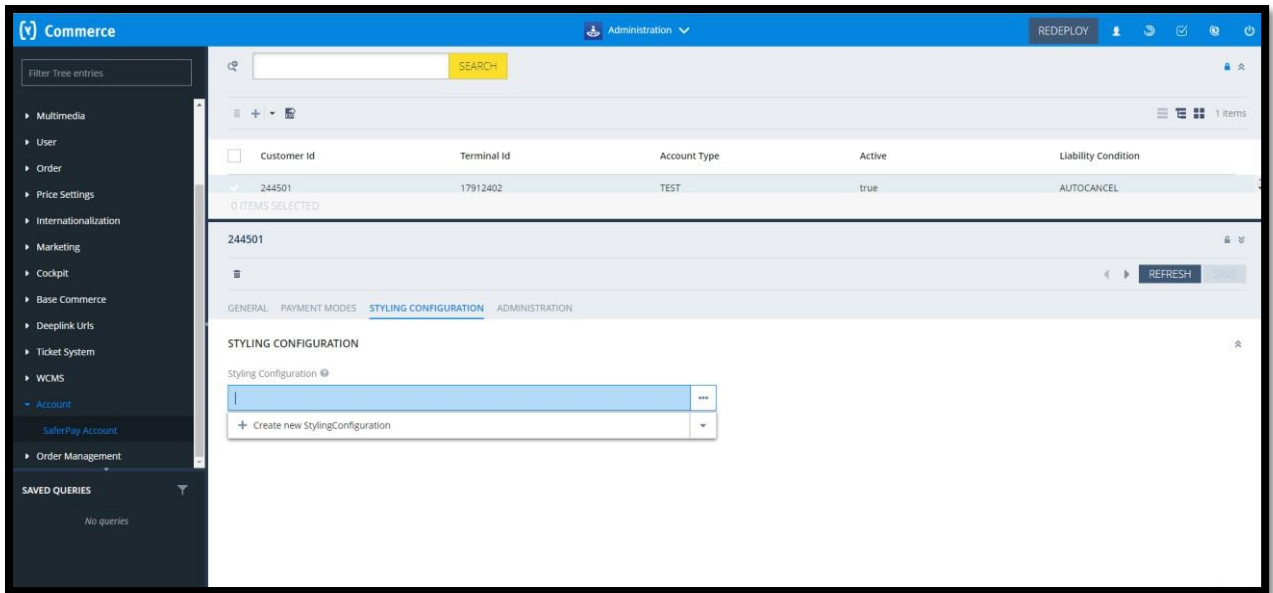 (y) Commerce
Administration
REDEPLOY
Filter Tree entries
Multimedia
User
Order
Price Settings
Internationalization
Marketing
Cockpit
Base Commerce
Deeplink Urls
Ticket System
WCMS
Account
SaferPay Account
Order Management
SAVED QUERIES
No queries
SEARCH
1 items
Customer Id Terminal Id Account Type Active Liability Condition
244501 17912402 TEST true AUTOCANCEL
0 ITEMS SELECTED
244501
REFRESH SAVE
GENERAL PAYMENT MODES STYLING CONFIGURATION ADMINISTRATION
STYLING CONFIGURATION
Styling Configuration
Create new StylingConfiguration